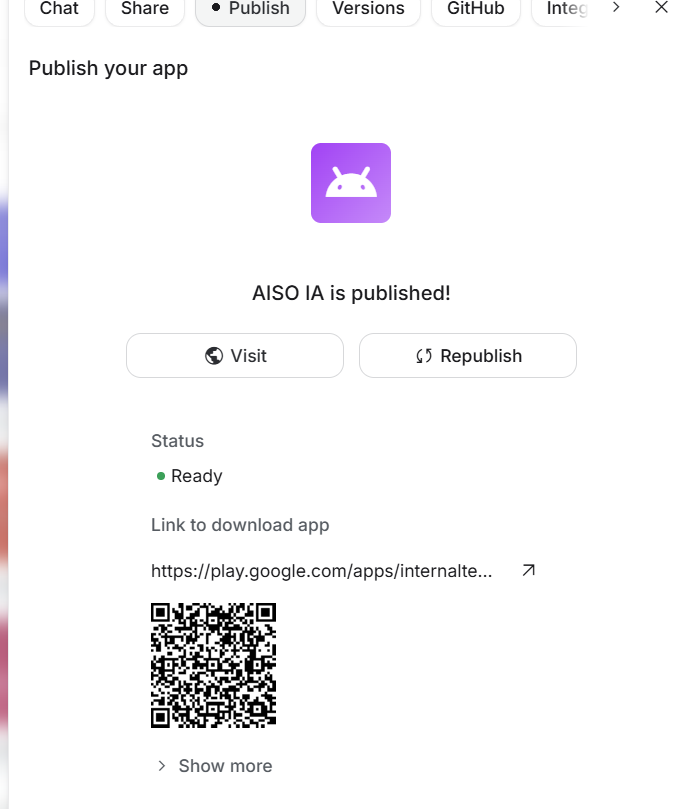 Chat Share Publish Versions GitHub Integ
Publish your app
AISO IA is published!
Visit Republish
Status
Ready
Link to download app
https://play.google.com/apps/internalte...
Show more